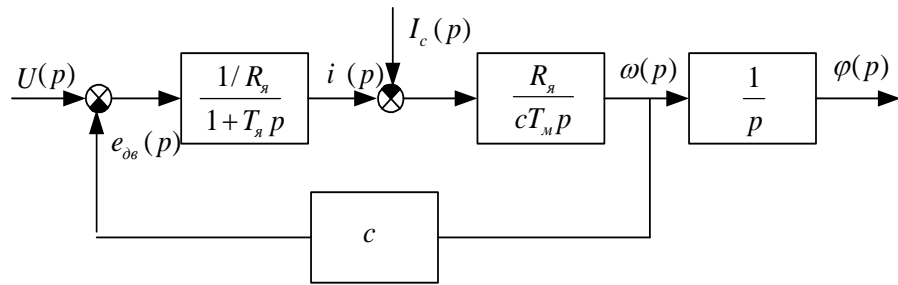 I_c(p)
U(p)
1/ R_я
1+ T_я p
i (p)
R_я
cT_м p
ω(p)
1
p
φ(p)
e_дв(p)
c